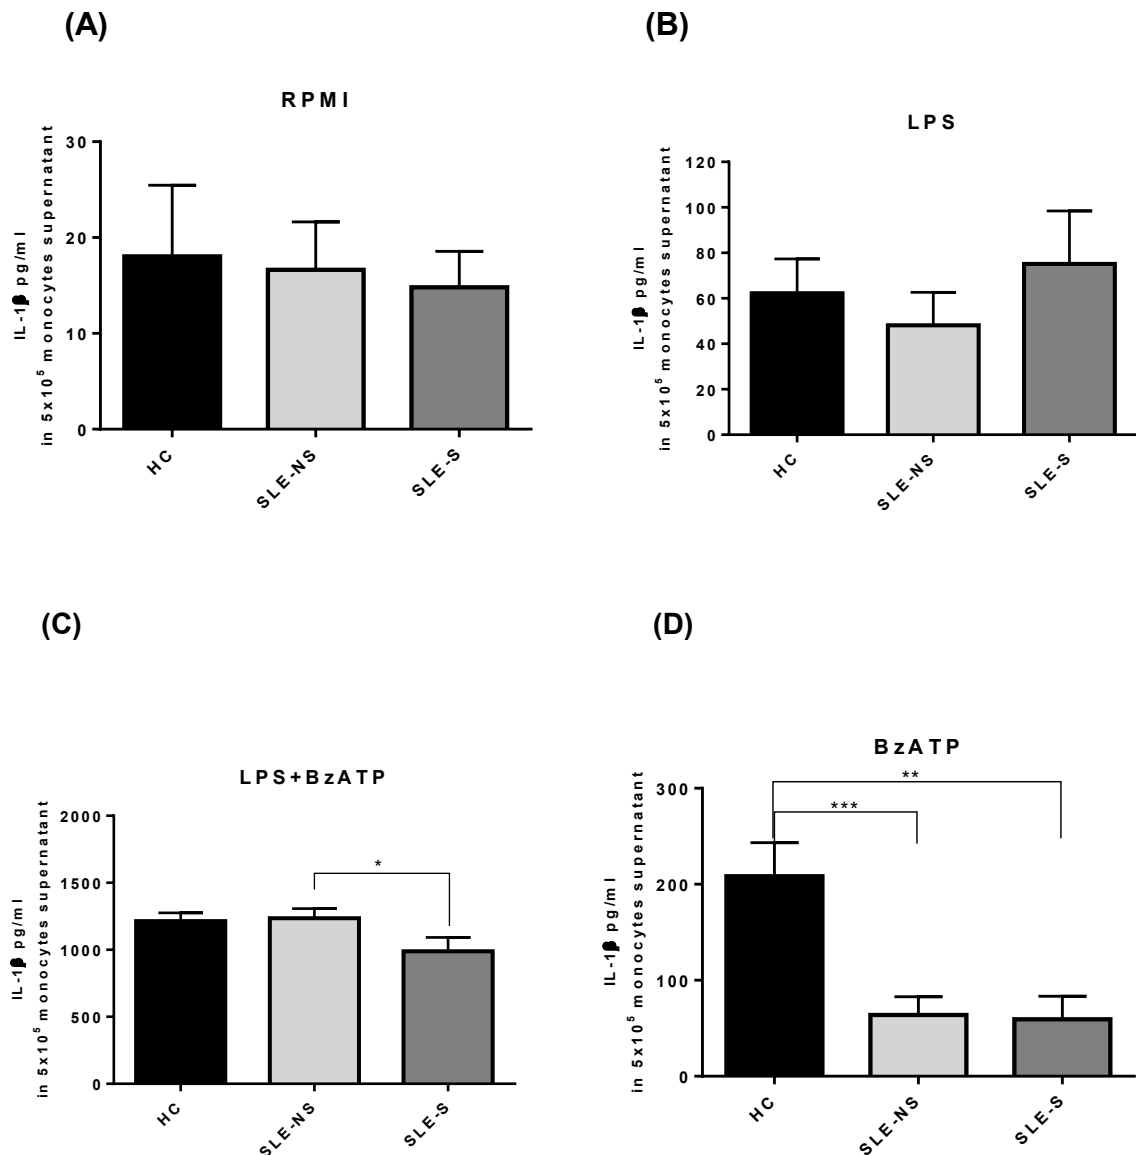 (A)
RPMI
IL-1β pg/ml
in 5x10⁵ monocytes supernatant
30
20
10
0
HC
SLE-NS
SLE-S
(B)
LPS
IL-1β pg/ml
in 5x10⁵ monocytes supernatant
120
100
80
60
40
20
0
HC
SLE-NS
SLE-S
(C)
LPS+BzATP
IL-1β pg/ml
in 5x10⁵ monocytes supernatant
2000
1500
1000
500
0
*
HC
SLE-NS
SLE-S
(D)
BzATP
IL-1β pg/ml
in 5x10⁵ monocytes supernatant
300
200
100
0
**
***
HC
SLE-NS
SLE-S